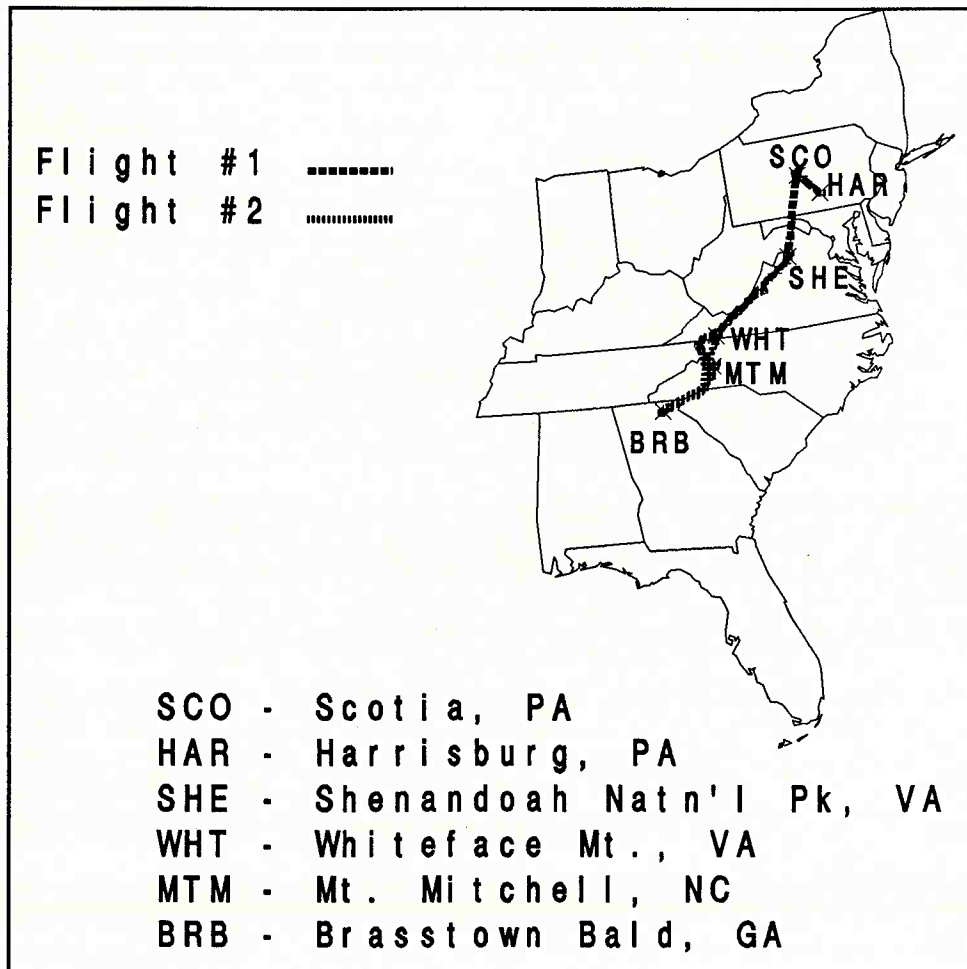 Flight #1
Flight #2
SCO
HAR
SHE
WHT
MTM
BRB
SCO - Scotia, PA
HAR - Harrisburg, PA
SHE - Shenandoah Natn'l Pk, VA
WHT - Whiteface Mt., VA
MTM - Mt. Mitchell, NC
BRB - Brasstown Bald, GA